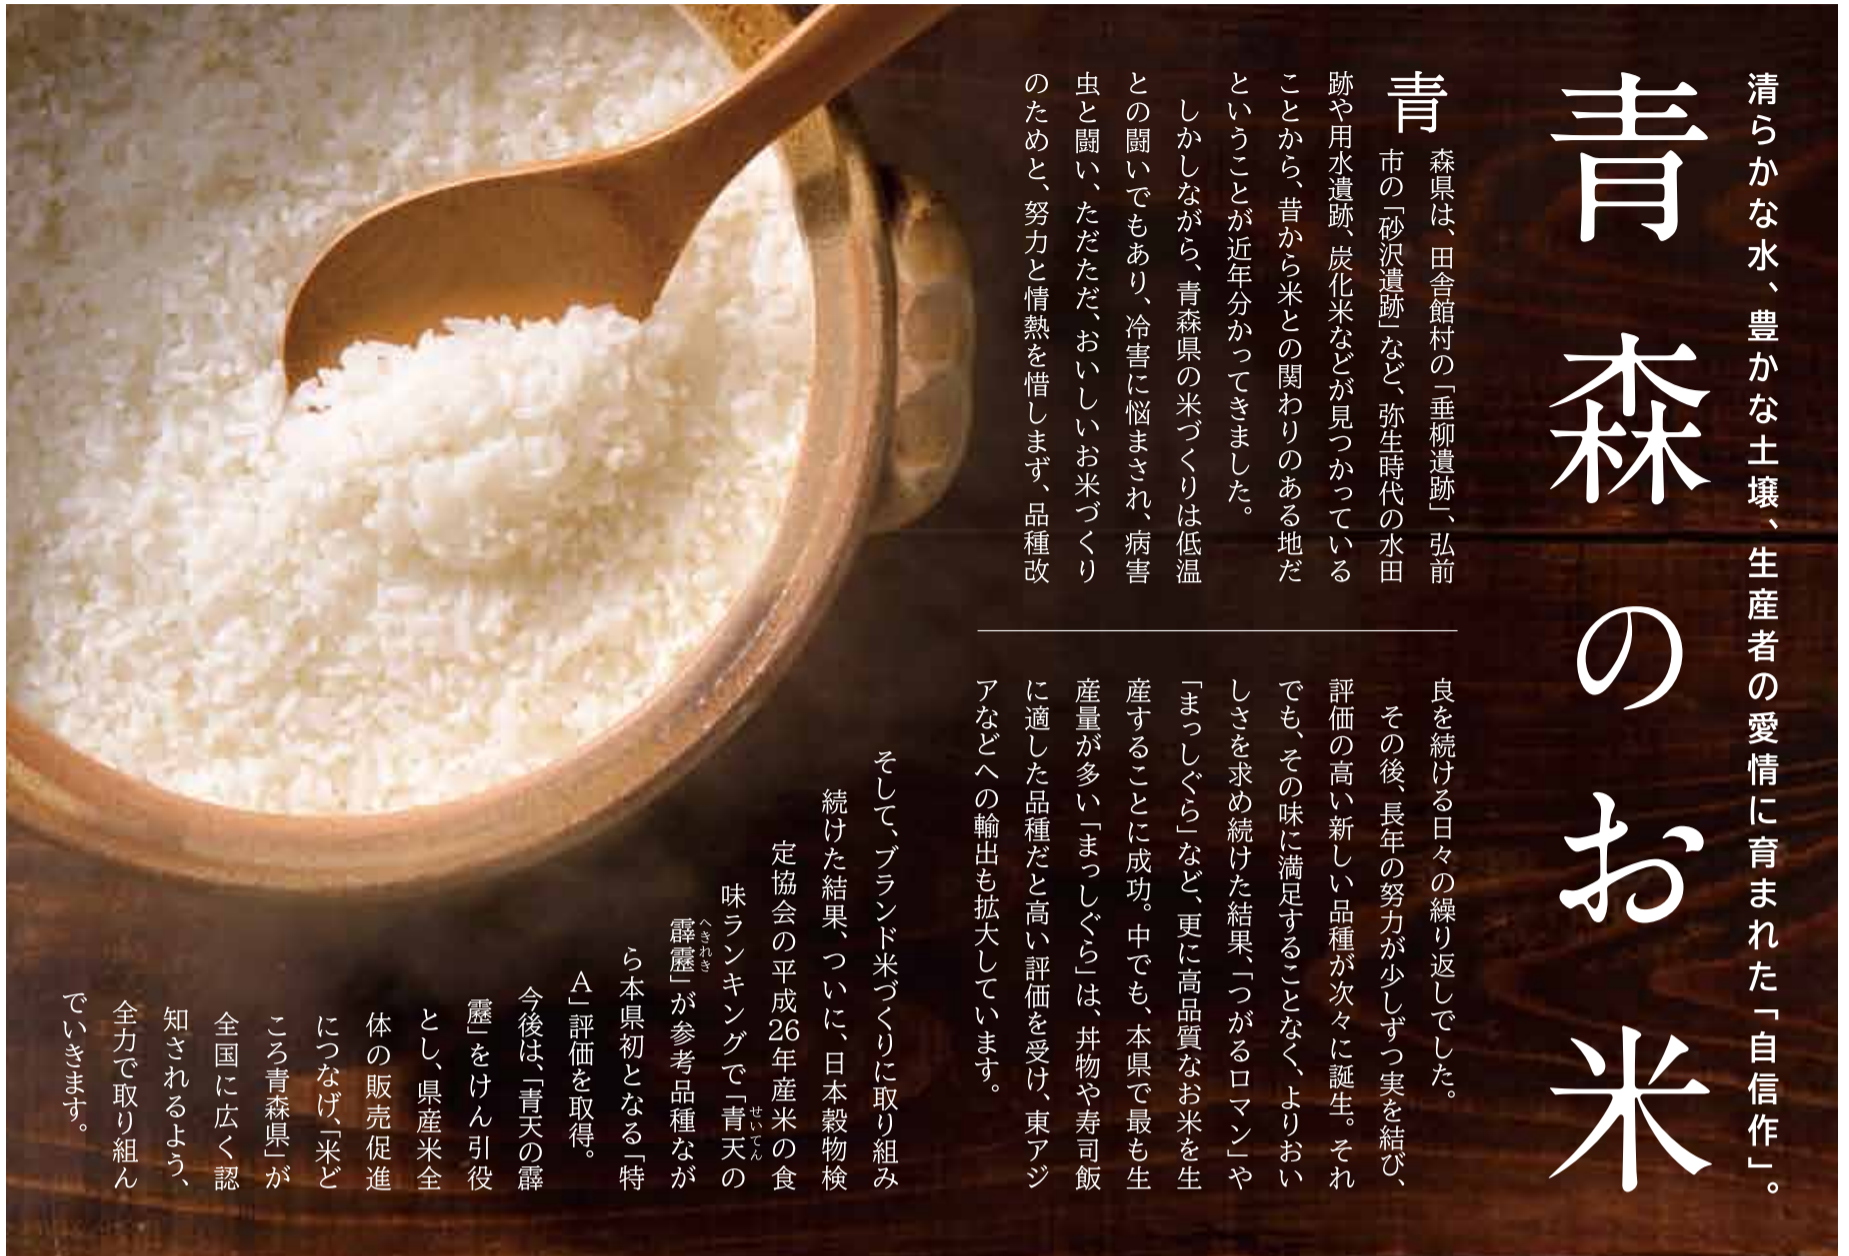 清らかな水、豊かな土壌、生産者の愛情に育まれた「自信作」。
青森のお米
青森県は、田舎館村の「垂柳遺跡」、弘前
市の「砂沢遺跡」など、弥生時代の水田
跡や用水遺跡、炭化米などが見つかっている
ことから、昔から米との関わりのある地だ
ということが近年分かってきました。
しかしながら、青森県の米づくりは低温
との闘いでもあり、冷害に悩まされ、病害
虫と闘い、ただただ、おいしいお米づくり
のためと、努力と情熱を惜しまず、品種改
良を続ける日々の繰り返しでした。
その後、長年の努力が少しずつ実を結び、
評価の高い新しい品種が次々に誕生。それ
でも、その味に満足することなく、よりおい
しさを求め続けた結果、「つがるロマン」や
「まっしぐら」など、更に高品質なお米を生
産することに成功。中でも、本県で最も生
産量が多い「まっしぐら」は、丼物や寿司飯
に適した品種だと高い評価を受け、東アジ
アなどへの輸出も拡大しています。
そして、ブランド米づくりに取り組み
続けた結果、ついに、日本穀物検
定協会の平成26年産米の食
味ランキングで「青天の
せいてん
霹靂」が参考品種なが
へきれき
ら本県初となる「特
A」評価を取得。
今後は、「青天の霹
靂」をけん引役
とし、県産米全
体の販売促進
につなげ、「米ど
ころ青森県」が
全国に広く認
知されるよう、
全力で取り組ん
でいきます。